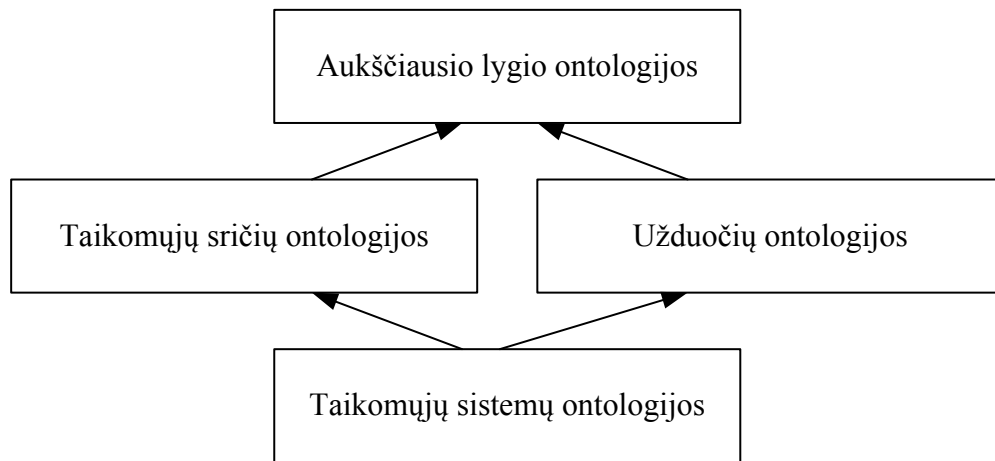 Aukščiausio lygio ontologijos
Taikomųjų sričių ontologijos
Užduočių ontologijos
Taikomųjų sistemų ontologijos